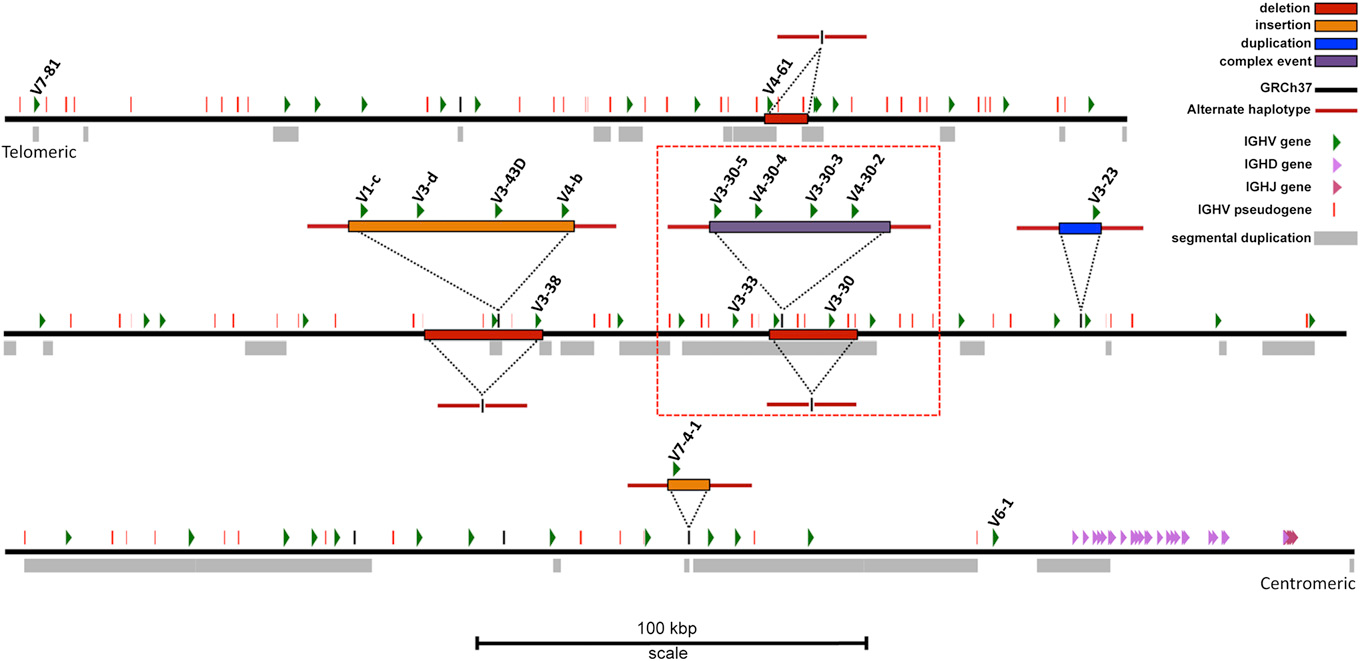 deletion
insertion
duplication
complex event
GRCh37
Alternate haplotype
IGHV gene
IGHD gene
IGHJ gene
IGHV pseudogene
segmental duplication
V7-81
V4-61
Telomeric
V1-c
V3-d
V3-43D
V4-b
V3-30-5
V4-30-4
V3-30-3
V4-30-2
V3-23
V3-38
V3-33
V3-30
V7-4-1
V6-1
Centromeric
100 kbp
scale